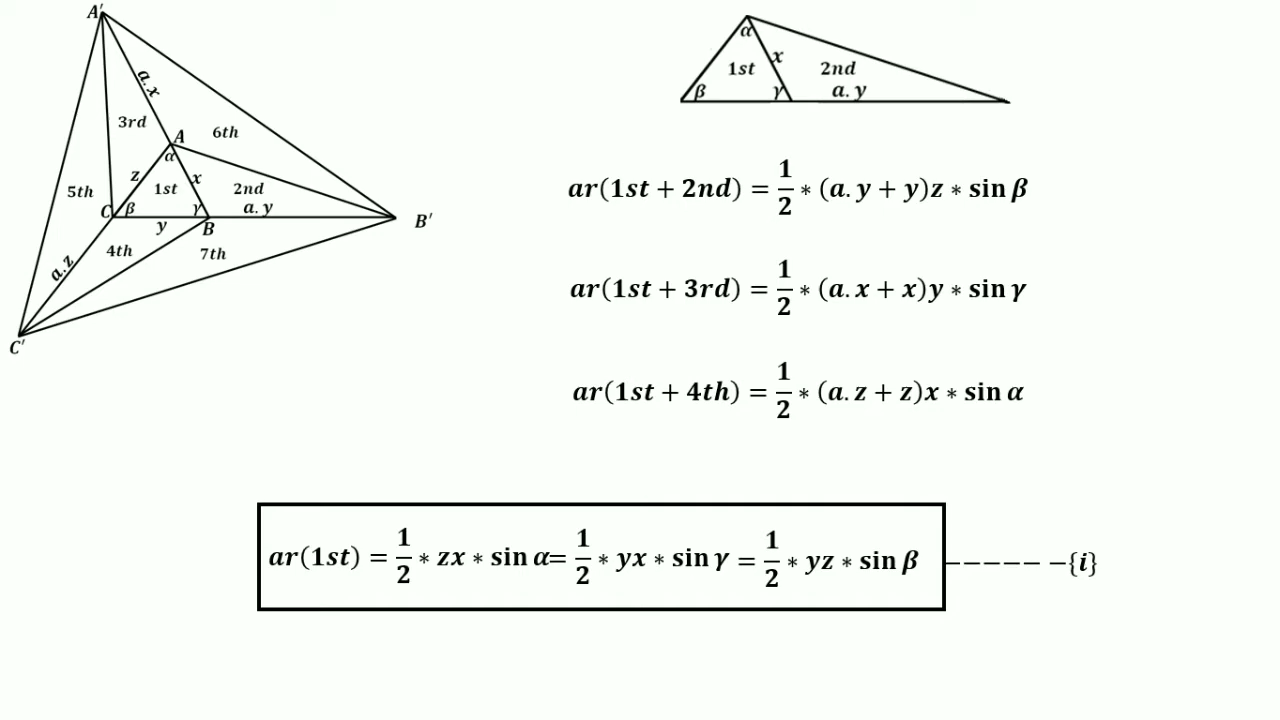 A′
a.x
3rd
A
6th
α
z
x
5th
1st
2nd
C
β
γ
a.y
B′
y
B
4th
7th
a.z
C′
α
x
1st
2nd
β
γ
a.y
ar(1st + 2nd) = 1/2 * (a.y + y)z * sin β
ar(1st + 3rd) = 1/2 * (a.x + x)y * sin γ
ar(1st + 4th) = 1/2 * (a.z + z)x * sin α
ar(1st) = 1/2 * zx * sin α= 1/2 * yx * sin γ = 1/2 * yz * sin β −−−−− −{i}